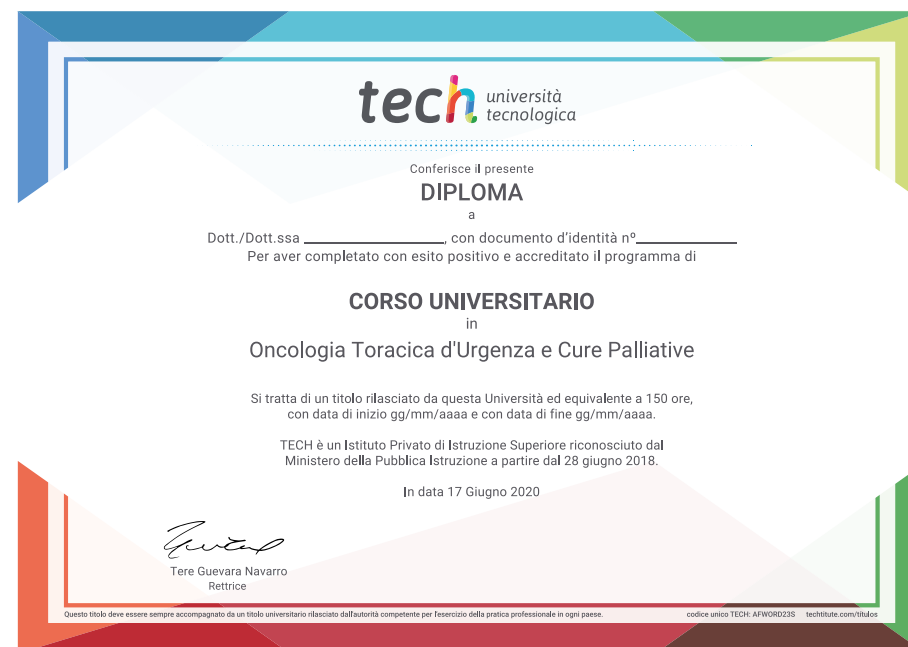 tech università
tecnologica
Conferisce il presente
DIPLOMA
a
Dott./Dott.ssa ____________________, con documento d'identità nº______________
Per aver completato con esito positivo e accreditato il programma di
CORSO UNIVERSITARIO
in
Oncologia Toracica d'Urgenza e Cure Palliative
Si tratta di un titolo rilasciato da questa Università ed equivalente a 150 ore,
con data di inizio gg/mm/aaaa e con data di fine gg/mm/aaaa.
TECH è un Istituto Privato di Istruzione Superiore riconosciuto dal
Ministero della Pubblica Istruzione a partire dal 28 giugno 2018.
In data 17 Giugno 2020
Tere Guevara Navarro
Rettrice
Questo titolo deve essere sempre accompagnato da un titolo universitario rilasciato dall'autorità competente per l'esercizio della pratica professionale in ogni paese. codice unico TECH: AFWORD23S techtitute.com/titulos